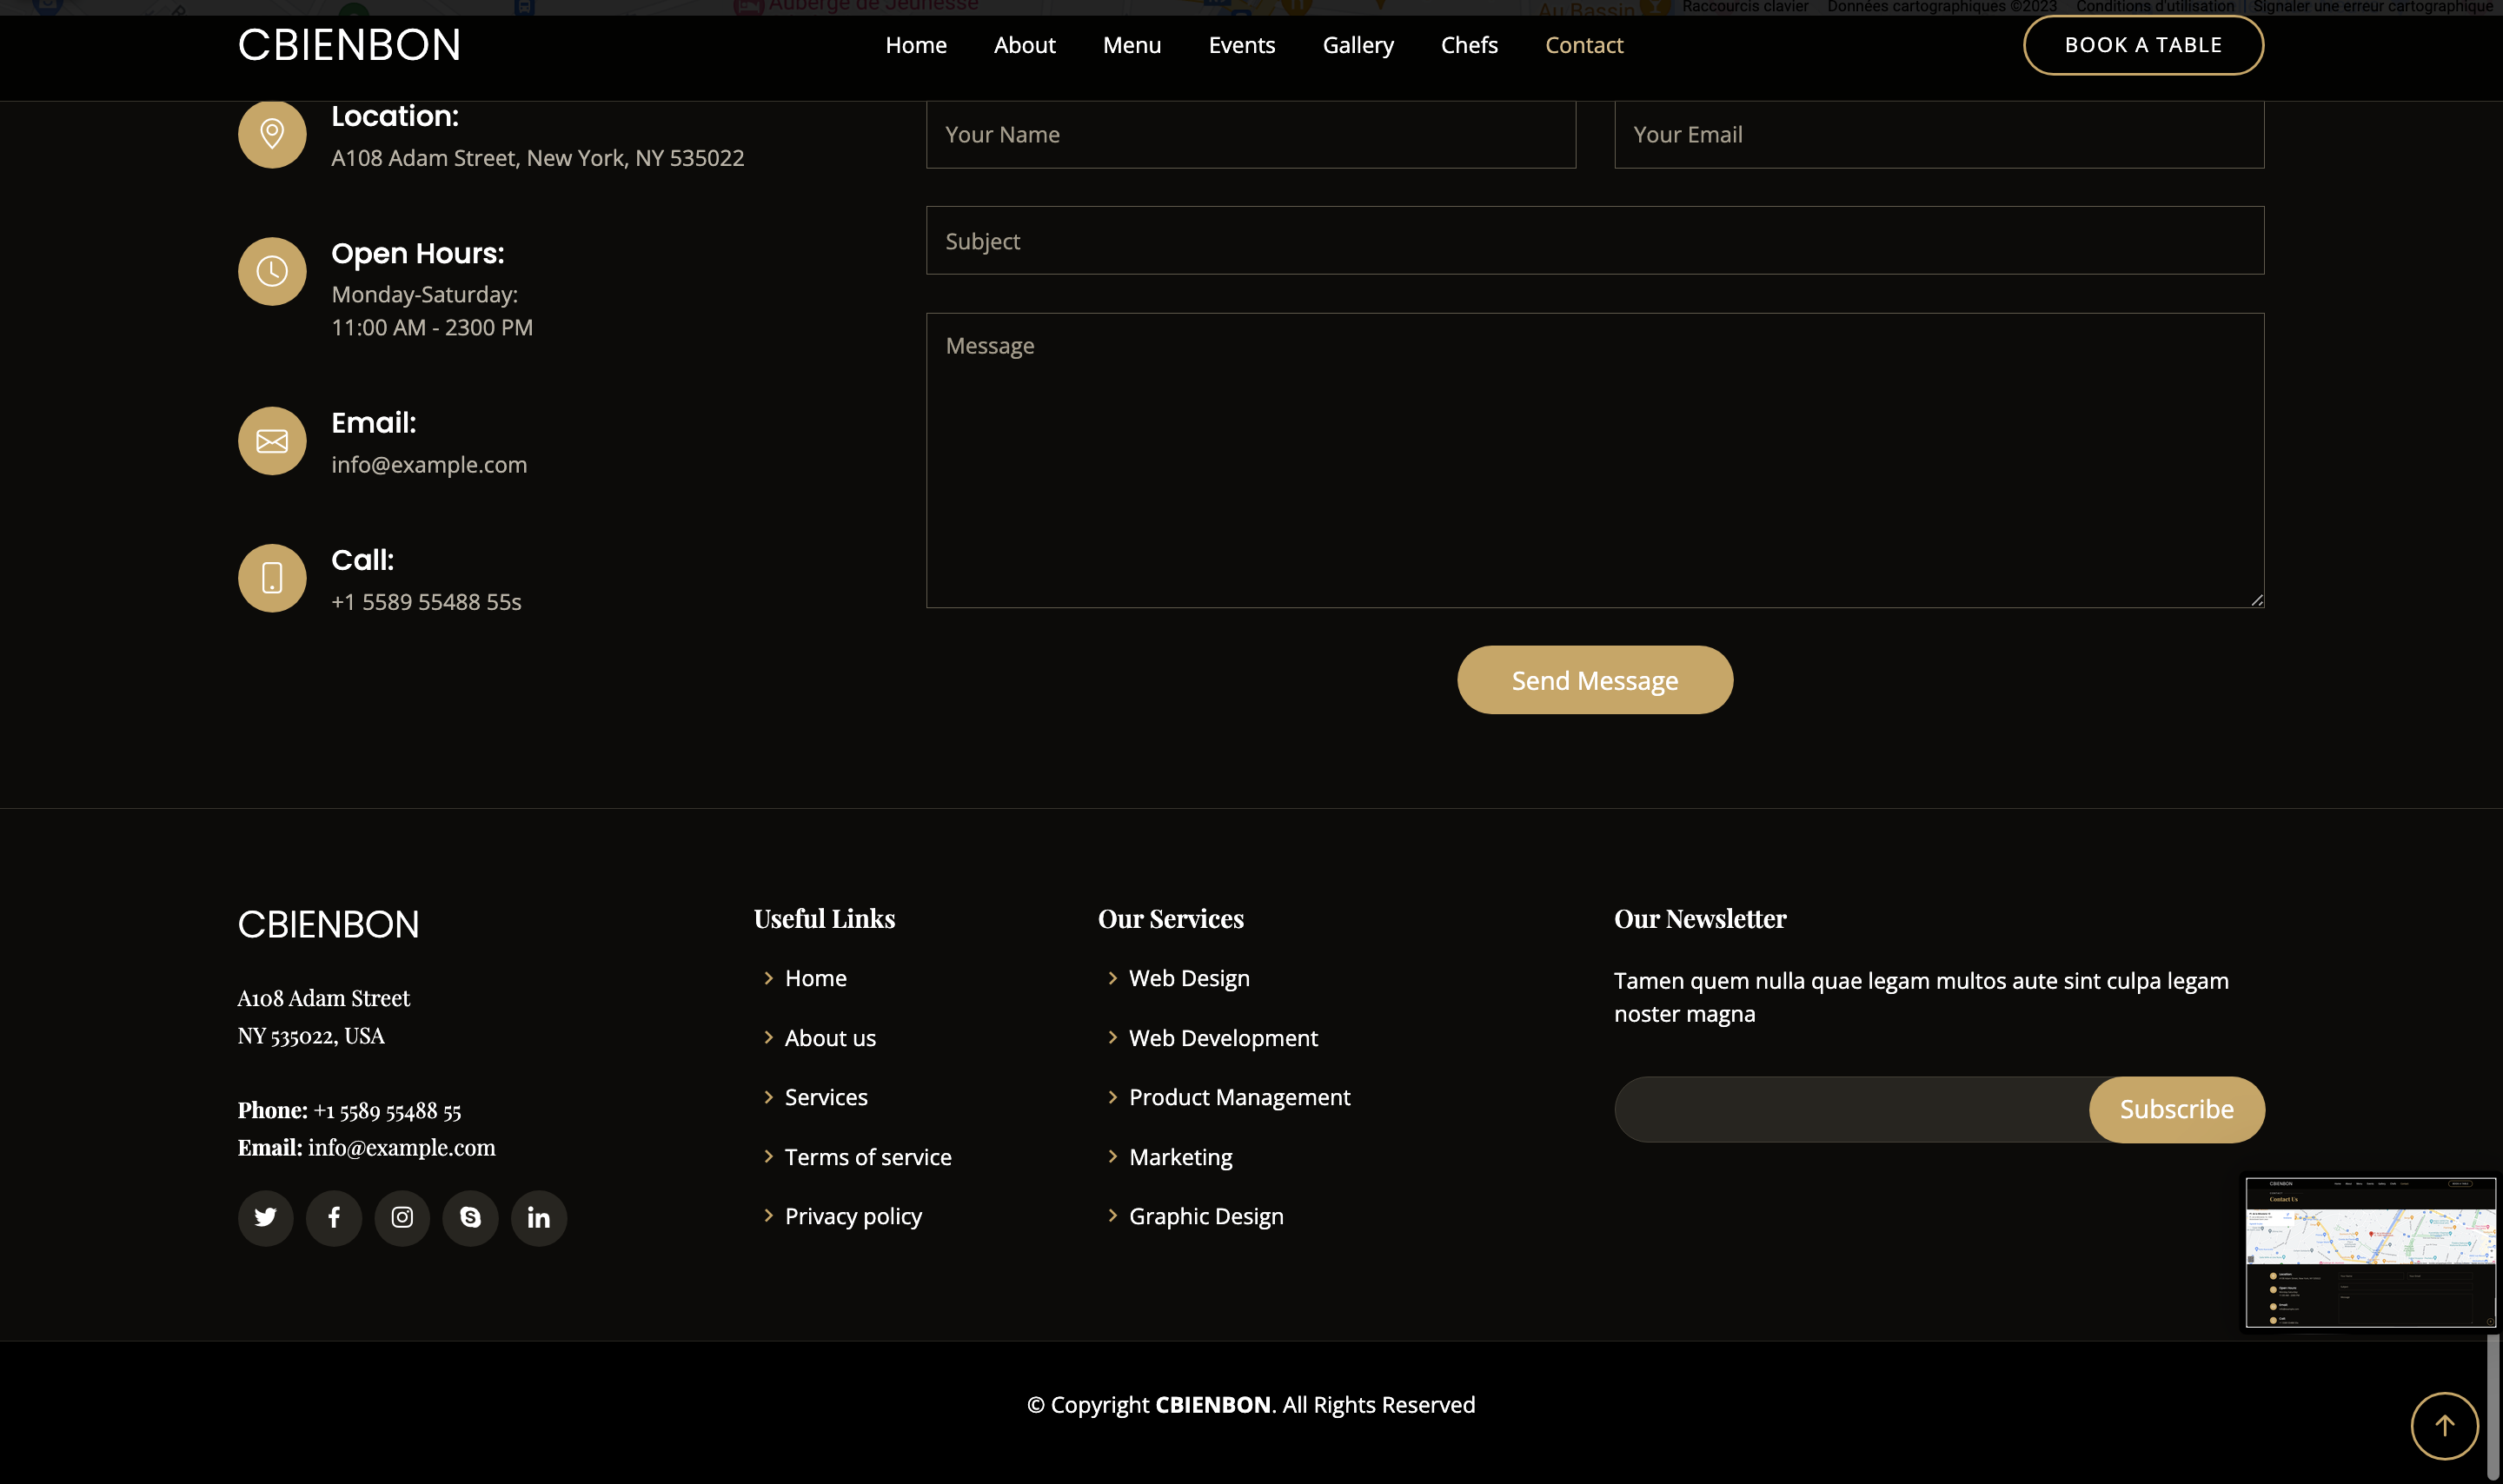 Auberge de Jeunesse
Au Bassin
Raccourcis clavier Données cartographiques ©2023 Conditions d'utilisation Signaler une erreur cartographique
CBIENBON
Home About Menu Events Gallery Chefs Contact
BOOK A TABLE
Location:
A108 Adam Street, New York, NY 535022
Your Name
Your Email
Subject
Open Hours:
Monday-Saturday:
11:00 AM - 2300 PM
Message
Email:
info@example.com
Call:
+1 5589 55488 55s
Send Message
CBIENBON
A108 Adam Street
NY 535022, USA
Phone: +1 5589 55488 55
Email: info@example.com
Useful Links
Home
About us
Services
Terms of service
Privacy policy
Our Services
Web Design
Web Development
Product Management
Marketing
Graphic Design
Our Newsletter
Tamen quem nulla quae legam multos aute sint culpa legam
noster magna
Subscribe
CBIENBON
Contact Us
© Copyright CBIENBON. All Rights Reserved